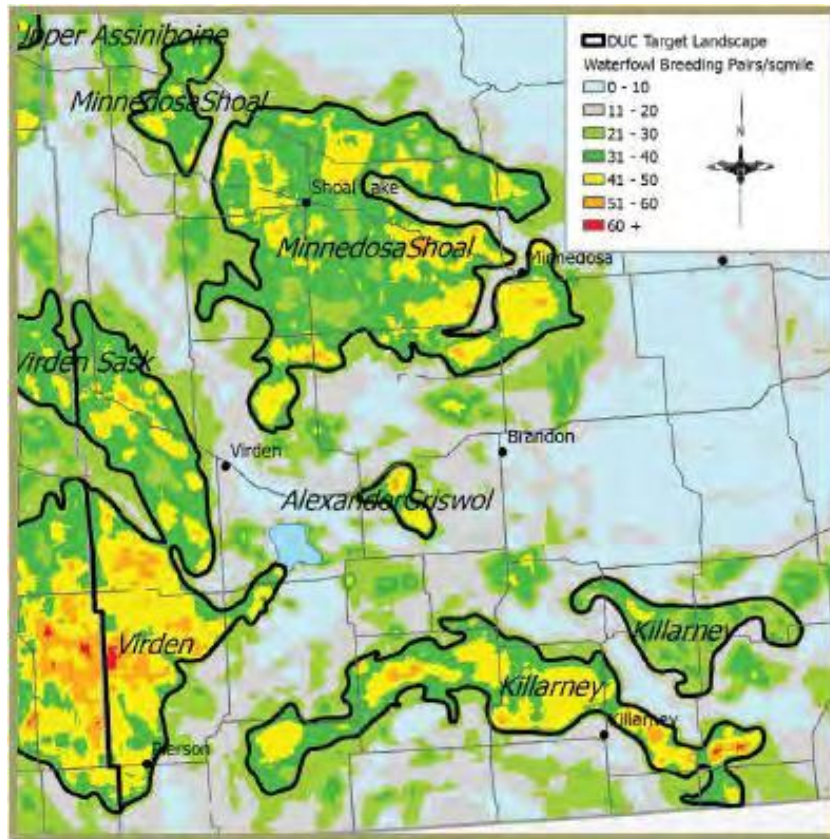 Upper Assiniboine
MinnedosaShoal
DUC Target Landscape
Waterfowl Breeding Pairs/sqmile
0 - 10
11 - 20
21 - 30
31 - 40
41 - 50
51 - 60
60 +
N
Shoal Lake
MinnedosaShoal
Minnedosa
Virden Sask
Virden
Brandon
AlexanderGriswol
Virden
Killarney
Killarney
Killarney
Pierson